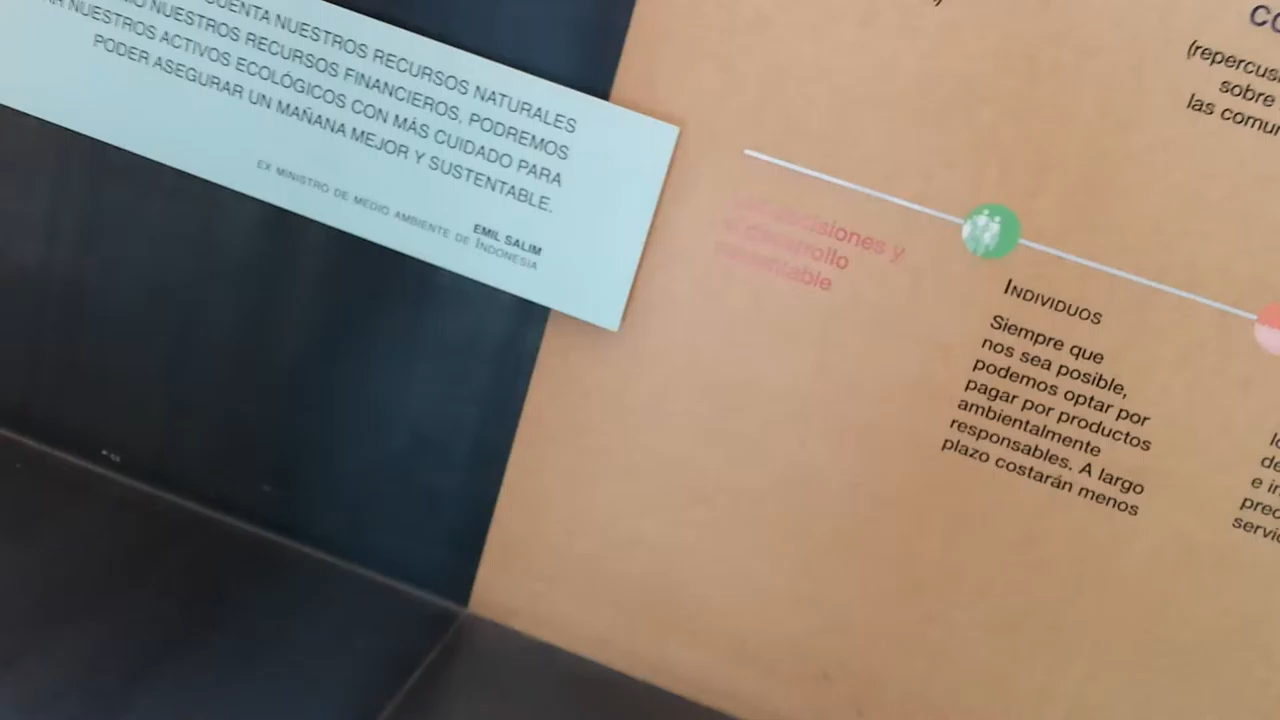 CUENTA NUESTROS RECURSOS NATURALES
NUESTROS RECURSOS FINANCIEROS, PODREMOS
NUESTROS ACTIVOS ECOLÓGICOS CON MÁS CUIDADO PARA
PODER ASEGURAR UN MAÑANA MEJOR Y SUSTENTABLE.
EMIL SALIM
EX MINISTRO DE MEDIO AMBIENTE DE INDONESIA
y
INDIVIDUOS
Siempre que
nos sea posible,
podemos optar por
pagar por productos
ambientalmente
responsables. A largo
plazo costarán menos
sobre
las